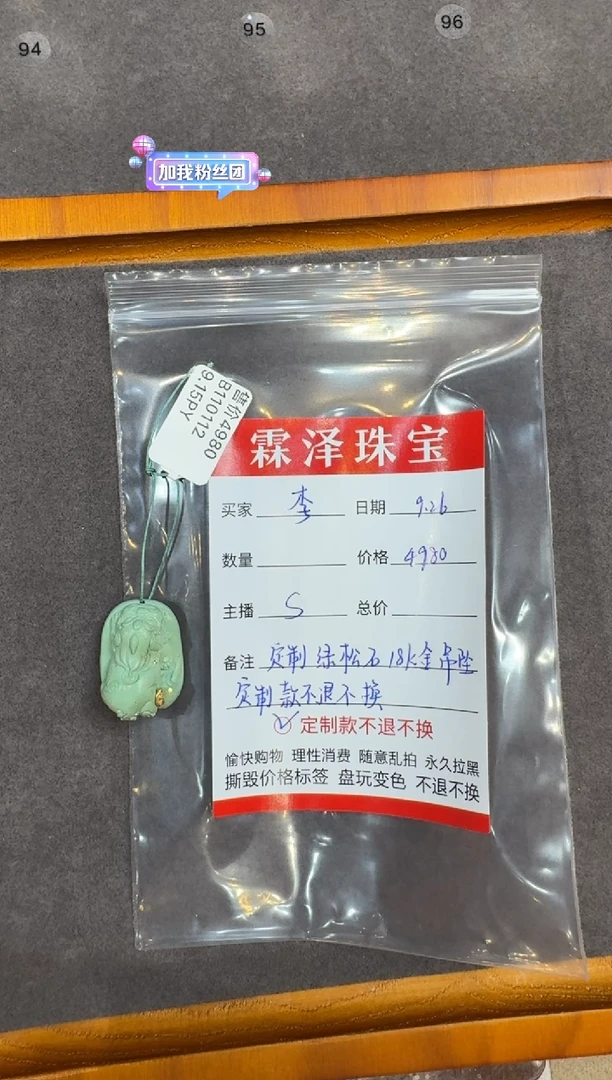 94
95
96
加我粉丝团
售价4980
B110112
9.15PY
霖泽珠宝
买家 李 日期 9.26
数量 价格 4980
主播 S 总价
备注 定制 绿松石 18k金吊坠
定制款不退不换
定制款不退不换
愉快购物 理性消费 随意乱拍 永久拉黑
撕毁价格标签 盘玩变色 不退不换